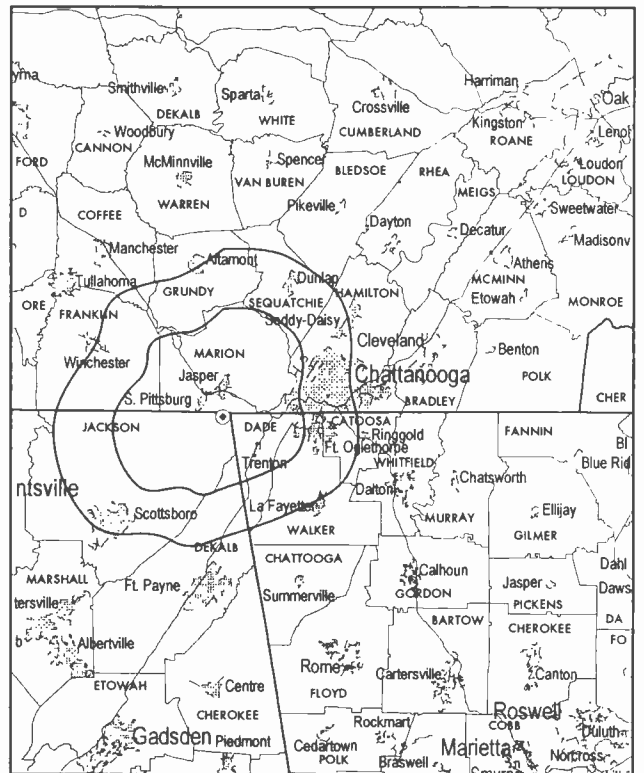 yrna
Smithville
DEKALB
Sparta
WHITE
Crossville
CUMBERLAND
Harriman
Oak
Kingston
ROANE
Lenoi
Woodbury
CANNON
FORD
McMinnville
WARREN
Spencer
VAN BUREN
BLEDSOE
RHEA
MEIGS
Loudon
LOUDON
D
COFFEE
Pikeville
Dayton
Decatur
Sweetwater
Madisonv
Manchester
Altamont
Athens
MCMINN
Etowah
MONROE
Tullahoma
GRUNDY
Dunlap
SEQUATCHIE
HAMILTON
ORE
FRANKLIN
Soddy-Daisy
Cleveland
Winchester
MARION
Jasper
S. Pittsburg
Chattanooga
Benton
POLK
BRADLEY
CHER
JACKSON
DADE
CATOOSA
Ringgold
Ft. Oglethorpe
FANNIN
Bl
Blue Rid
Trenton
WHITFIELD
Dalton
Chatsworth
ntsville
Scottsboro
La Fayette
WALKER
MURRAY
Ellijay
GILMER
DEKALB
CHATTOOGA
MARSHALL
Ft. Payne
Summerville
Calhoun
GORDON
Jasper
PICKENS
Dahl
Daws
DA
tersville
b
Albertville
BARTOW
CHEROKEE
FO
ETOWAH
Centre
CHEROKEE
Rome
FLOYD
Cartersville
Canton
Gadsden
Piedmont
Cedartown
POLK
Rockmart
Braswell
Roswell
COBB
Marietta
Duluth
Norcross